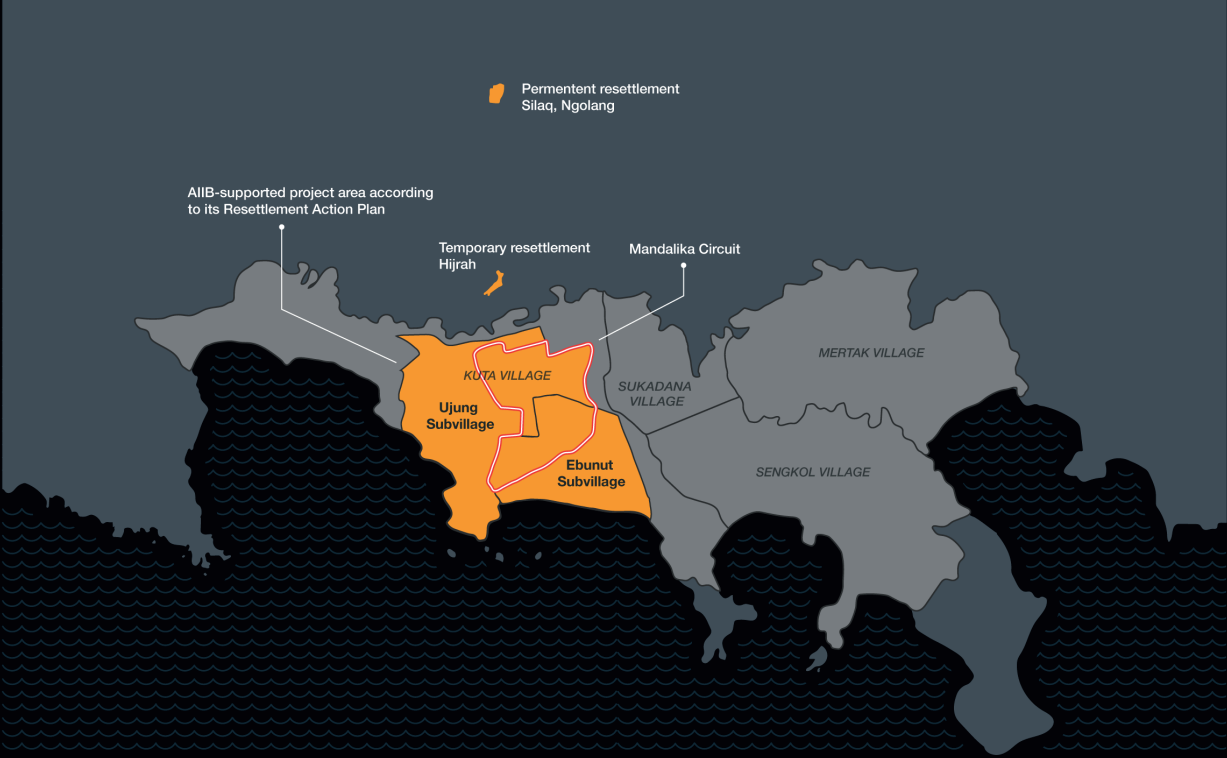 Permentent resettlement
Silaq, Ngolang
AIIB-supported project area according
to its Resettlement Action Plan
Temporary resettlement
Hijrah
Mandalika Circuit
MERTAK VILLAGE
KUTA VILLAGE
SUKADANA
VILLAGE
Ujung
Subvillage
Ebunut
Subvillage
SENGKOL VILLAGE